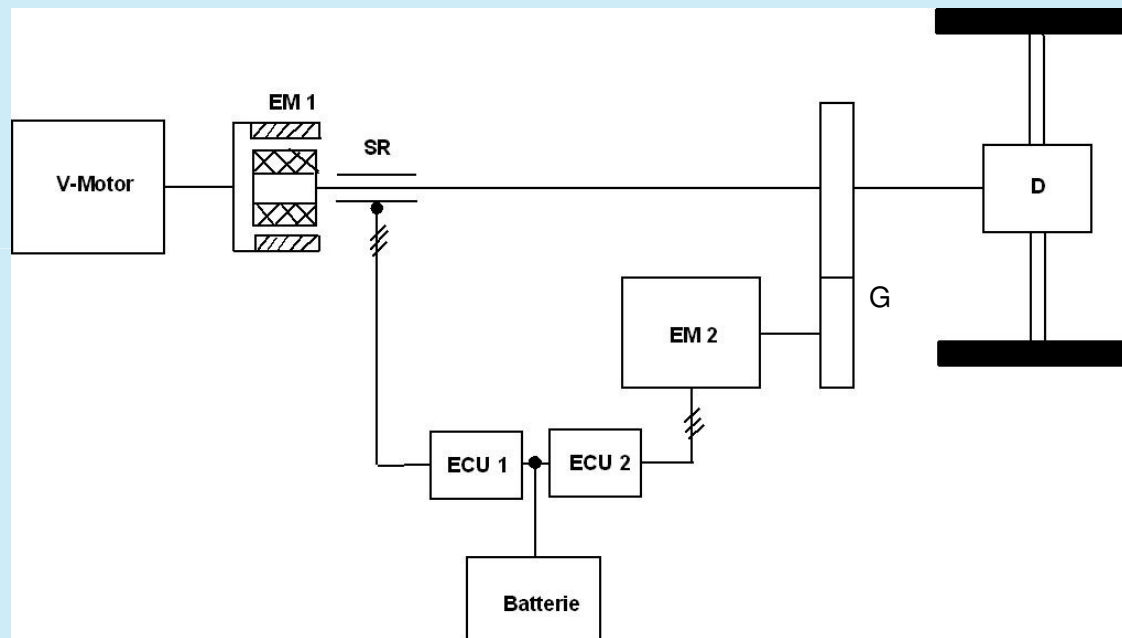 EM 1
SR
V-Motor
D
G
EM 2
ECU 1
ECU 2
Batterie